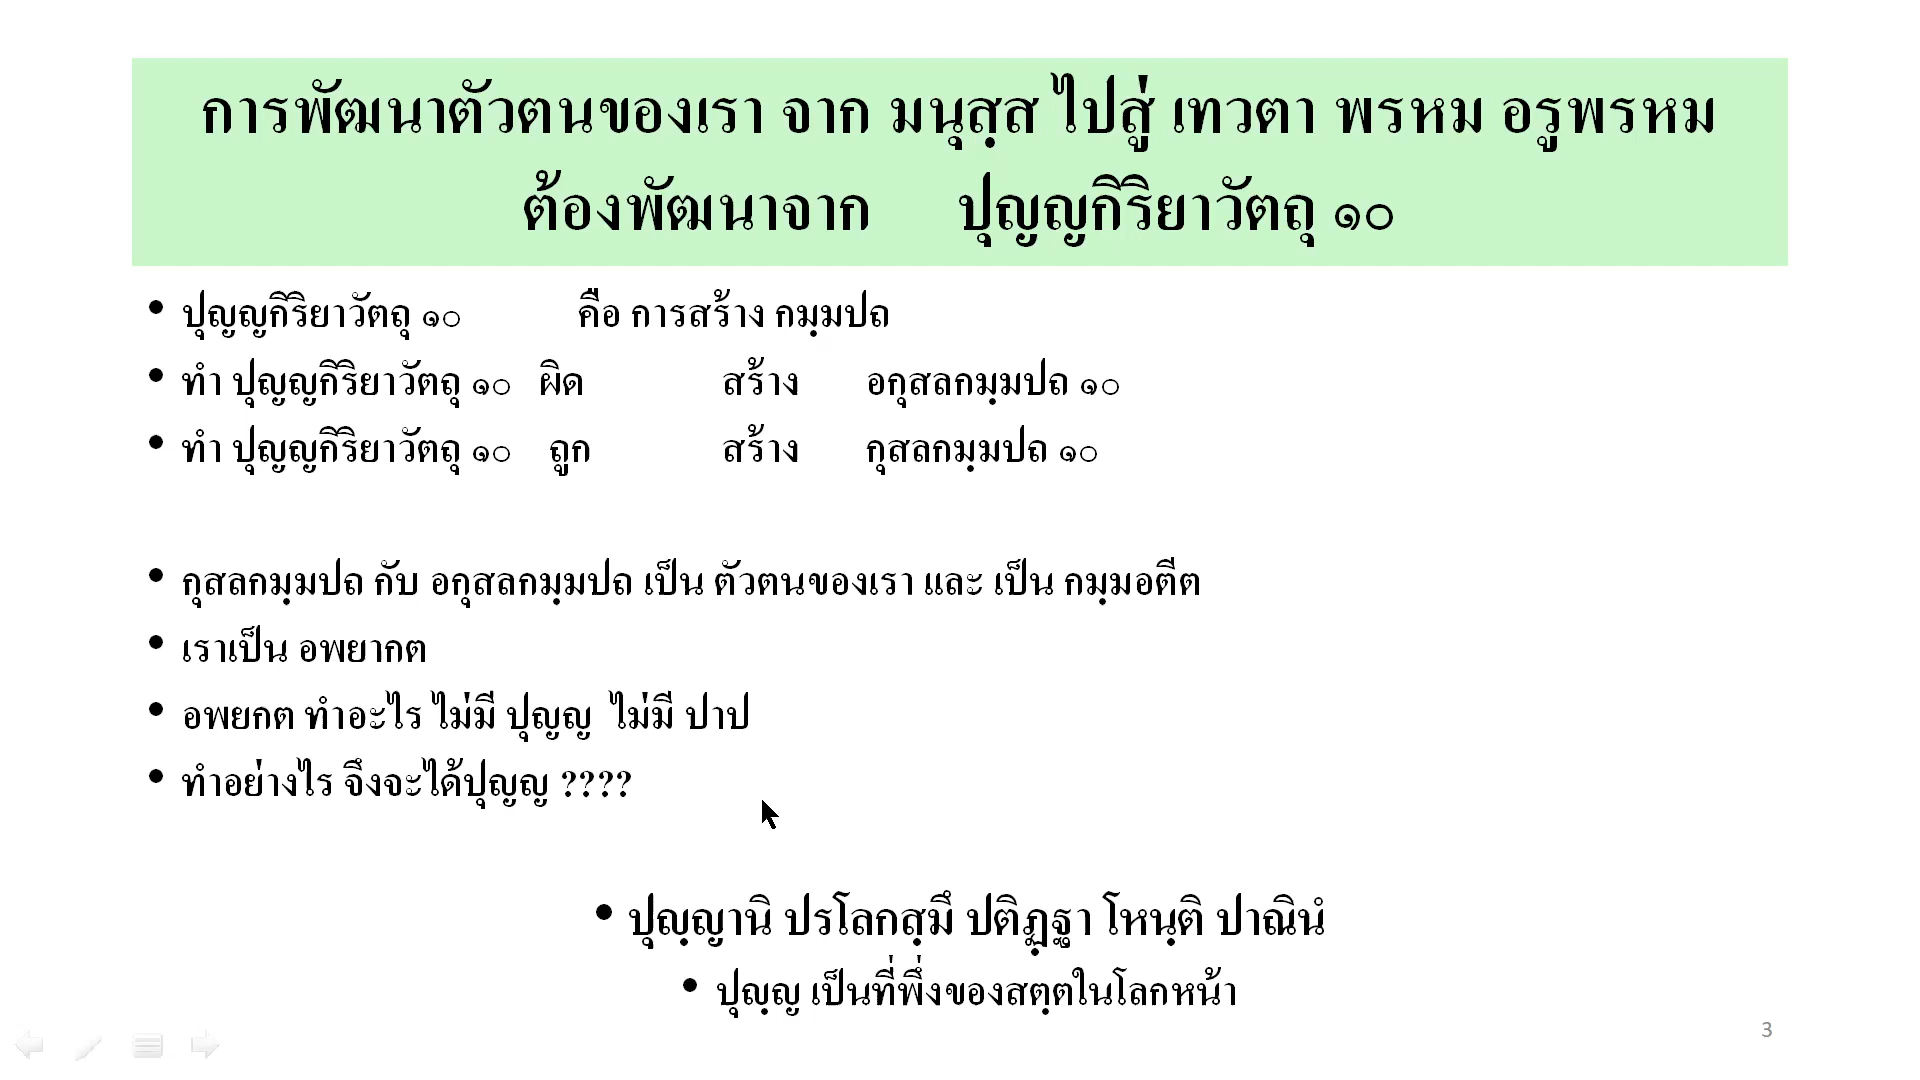 การพัฒนาตัวตนของเรา จาก มนุสฺส ไปสู่ เทวตา พรหม อรูพรหม
ต้องพัฒนาจาก ปุญญกิริยาวัตถุ ๑๐
• ปุญญกิริยาวัตถุ ๑๐ คือ การสร้าง กมฺมปถ
• ทำ ปุญญกิริยาวัตถุ ๑๐ ผิด สร้าง อกุสลกมฺมปถ ๑๐
• ทำ ปุญญกิริยาวัตถุ ๑๐ ถูก สร้าง กุสลกมฺมปถ ๑๐
• กุสลกมฺมปถ กับ อกุสลกมฺมปถ เป็น ตัวตนของเรา และ เป็น กมฺมอตีต
• เราเป็น อพยากต
• อพยกต ทำอะไร ไม่มี ปุญญ ไม่มี ปาป
• ทำอย่างไร จึงจะได้ปุญญ ????
• ปุญฺญานิ ปรโลกสฺมึ ปติฏฺฐา โหนฺติ ปาณินํ
• ปุญฺญ เป็นที่พึ่งของสตฺตในโลกหน้า
3